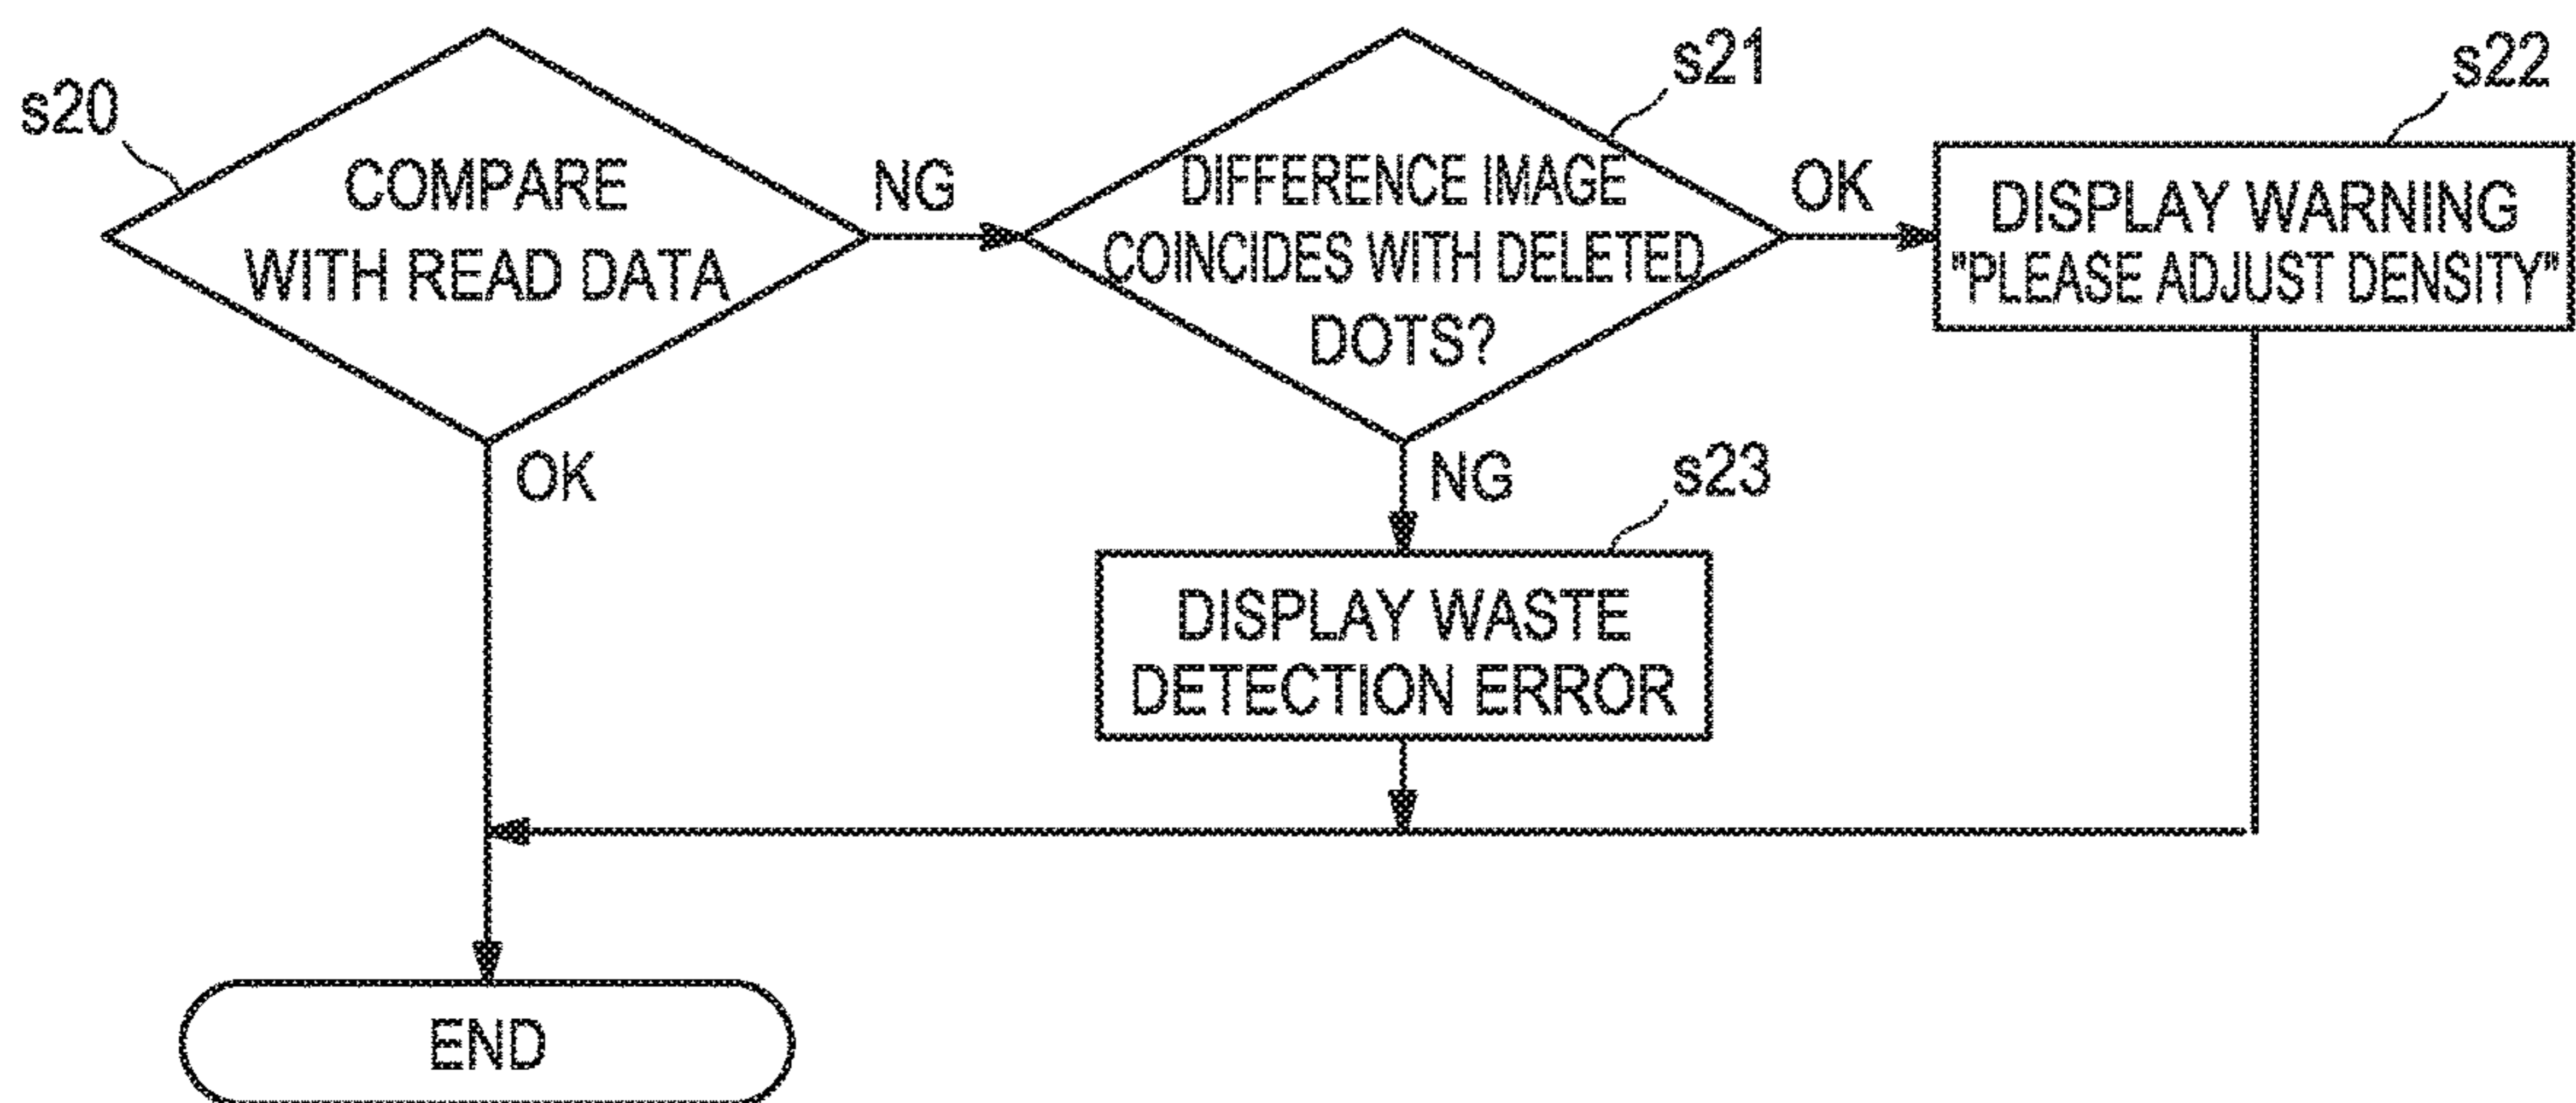 s20
COMPARE
WITH READ DATA
NG
OK
s21
DIFFERENCE IMAGE
COINCIDES WITH DELETED
DOTS?
OK
NG
s22
DISPLAY WARNING
"PLEASE ADJUST DENSITY"
s23
DISPLAY WASTE
DETECTION ERROR
END